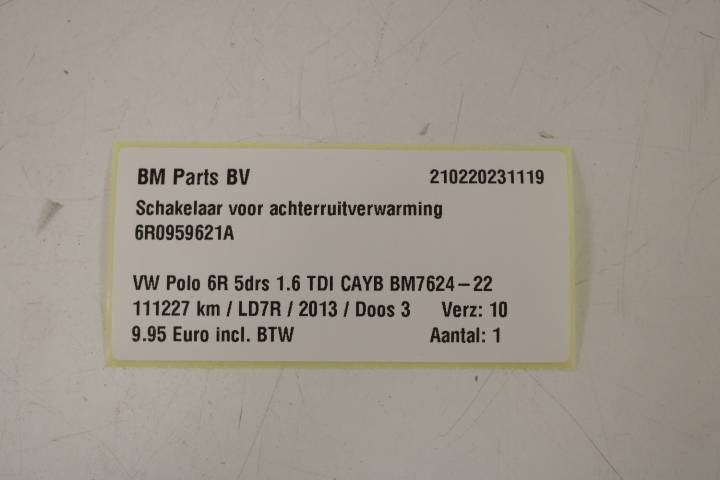 BM Parts BV 210220231119
Schakelaar voor achterruitverwarming
6R0959621A
VW Polo 6R 5drs 1.6 TDI CAYB BM7624-22
111227 km / LD7R / 2013 / Doos 3 Verz: 10
9.95 Euro incl. BTW Aantal: 1